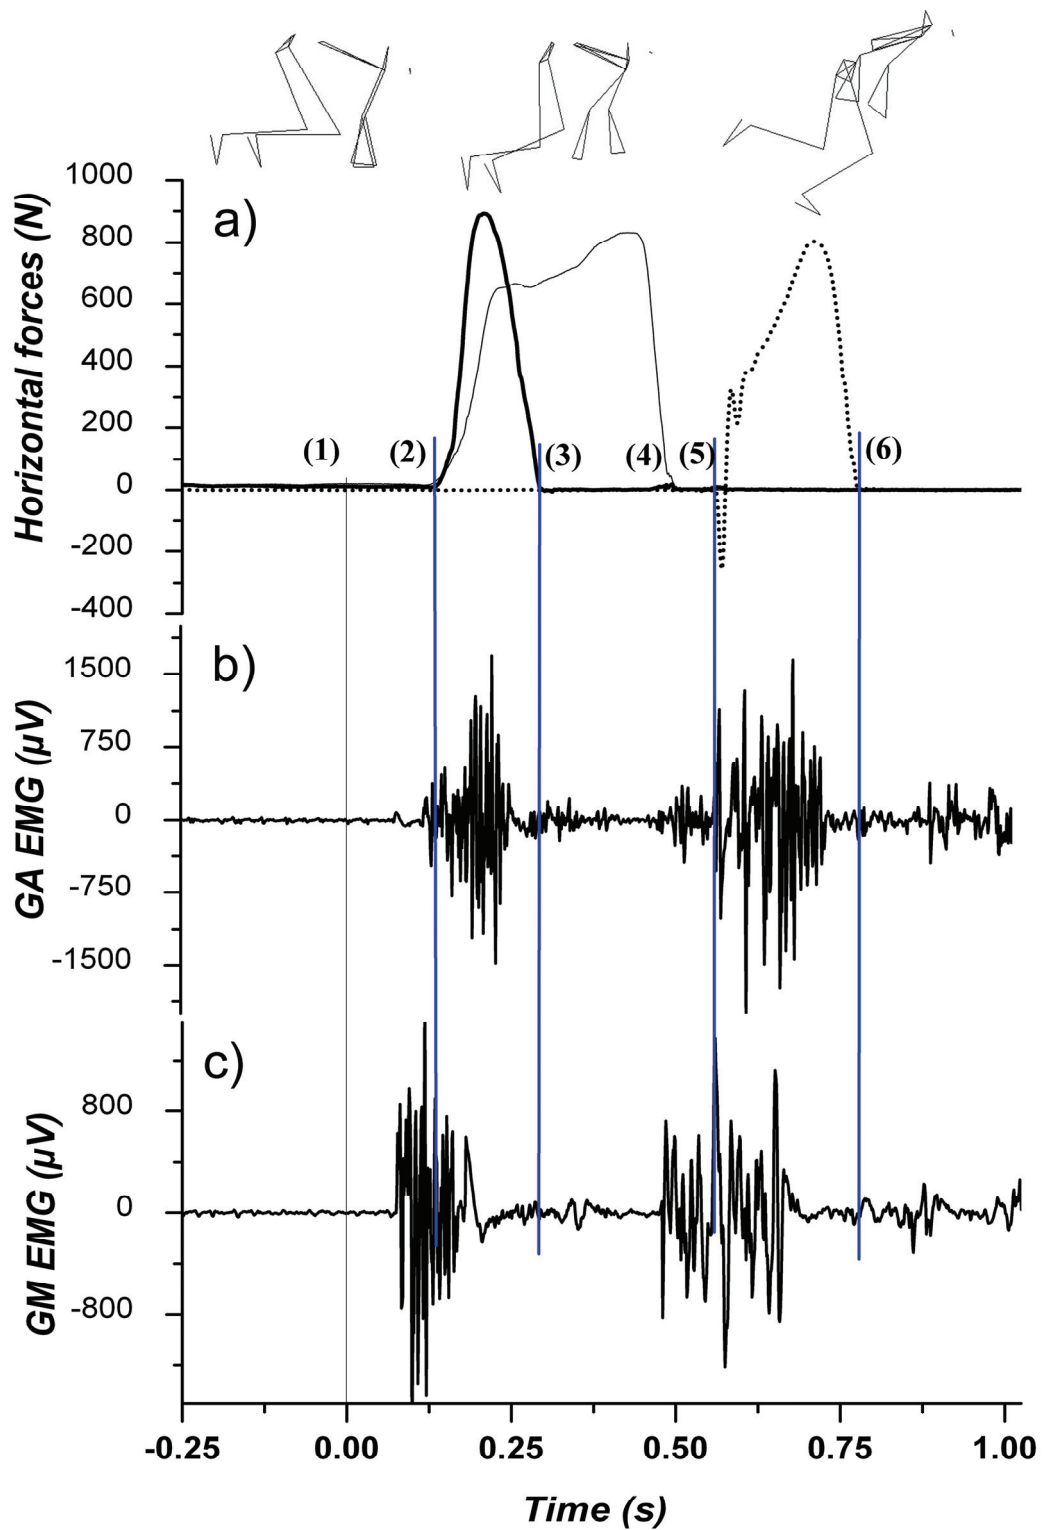 1000
800
600
400
200
0
-200
-400
Horizontal forces (N)
a)
(1)
(2)
(3)
(4)
(5)
(6)
1500
750
0
-750
-1500
GA EMG (µV)
b)
800
0
-800
GM EMG (µV)
c)
-0.25 0.00 0.25 0.50 0.75 1.00
Time (s)